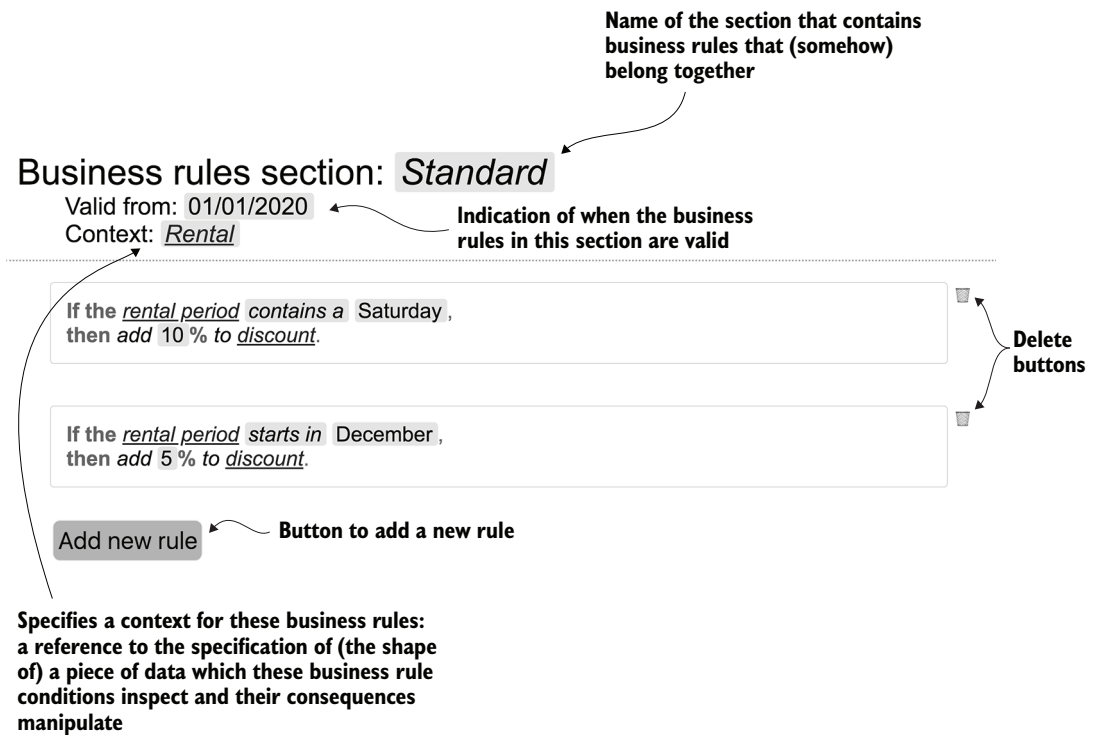 Name of the section that contains
business rules that (somehow)
belong together
Business rules section: Standard
Valid from: 01/01/2020
Context: Rental
Indication of when the business
rules in this section are valid
If the rental period contains a Saturday,
then add 10 % to discount.
Delete
buttons
If the rental period starts in December,
then add 5 % to discount.
Add new rule
Button to add a new rule
Specifies a context for these business rules:
a reference to the specification of (the shape
of) a piece of data which these business rule
conditions inspect and their consequences
manipulate